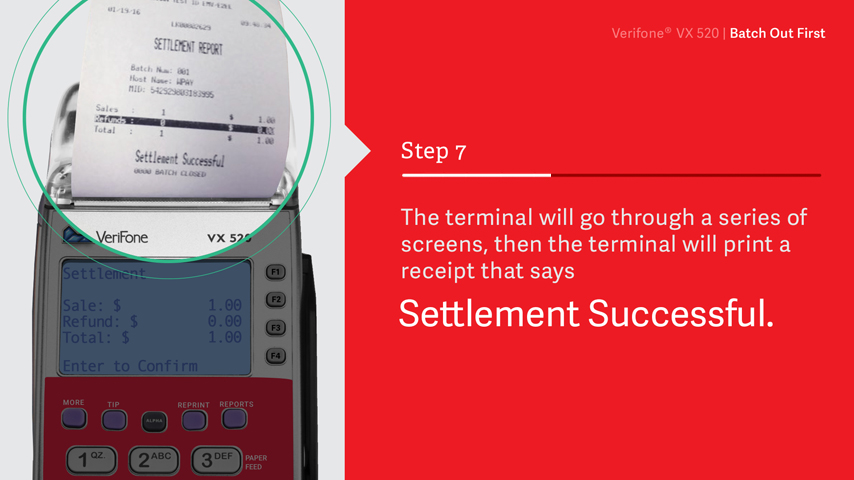 01/19/16
SETTLEMENT REPORT
Batch Num: 001
Host Name: WPAY
MID: 542929803183995
Sales : 1 $ 1.00
Refunds : 0 $ 0.00
Total : 1 $ 1.00
Settlement Successful
0000 BATCH CLOSED
VeriFone VX 520
Settlement
Sale: $ 1.00
Refund: $ 0.00
Total: $ 1.00
Enter to Confirm
F1
F2
F3
F4
MORE TIP ALPHA REPRINT REPORTS
1 QZ. 2 ABC 3 DEF PAPER FEED
Verifone® VX 520 | Batch Out First
Step 7
The terminal will go through a series of
screens, then the terminal will print a
receipt that says
Settlement Successful.